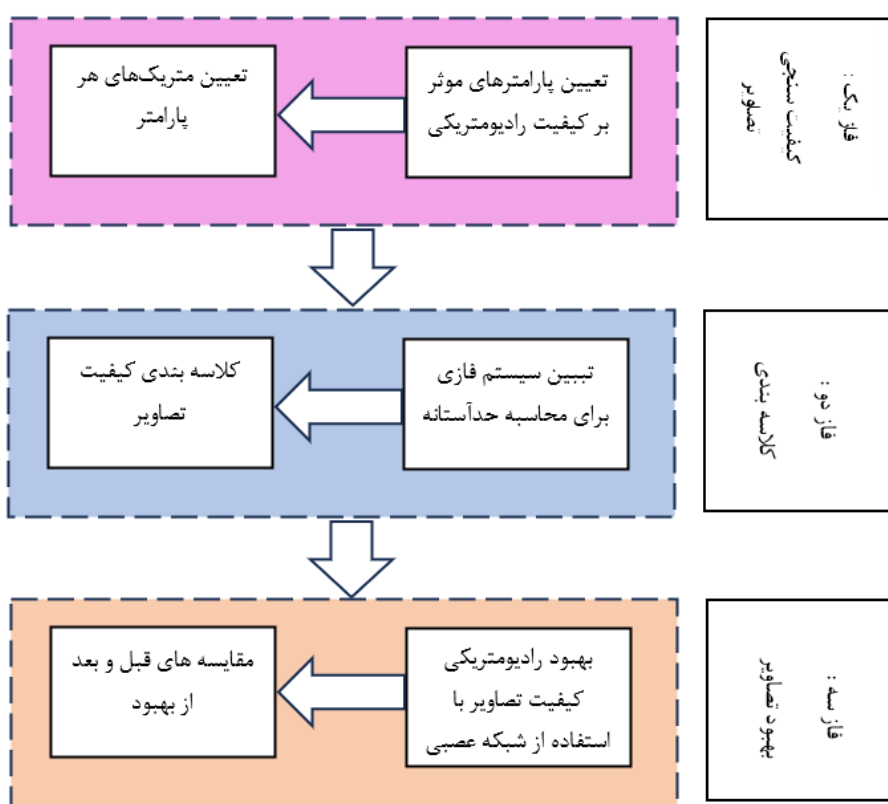 فاز یک :
کیفیت سنجی
تصاویر
تعیین پارامترهای موثر
بر کیفیت رادیومتریکی
تعیین متریک‌های هر
پارامتر
فاز دو :
کلاسه بندی
تبیین سیستم فازی
برای محاسبه حدآستانه
کلاسه بندی کیفیت
تصاویر
فاز سه :
بهبود تصاویر
بهبود رادیومتریکی
کیفیت تصاویر با
استفاده از شبکه عصبی
مقایسه های قبل و بعد
از بهبود